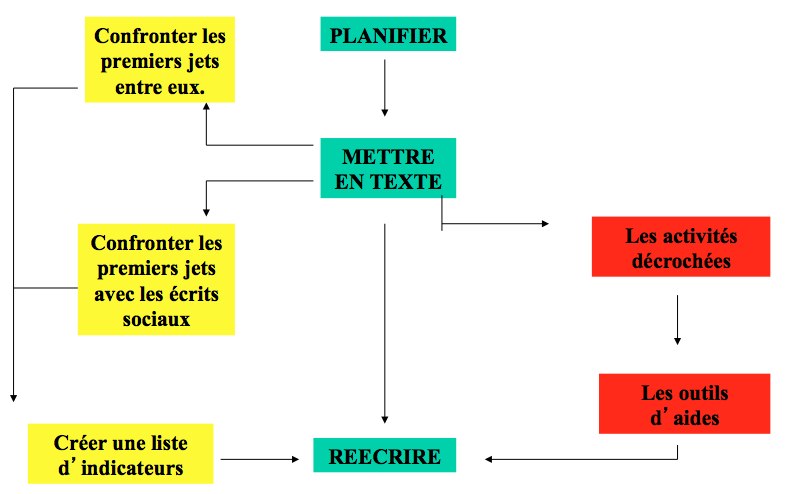 Confronter les
premiers jets
entre eux.
PLANIFIER
METTRE
EN TEXTE
Confronter les
premiers jets
avec les écrits
sociaux
Les activités
décrochées
Les outils
d’aides
Créer une liste
d’indicateurs
REECRIRE